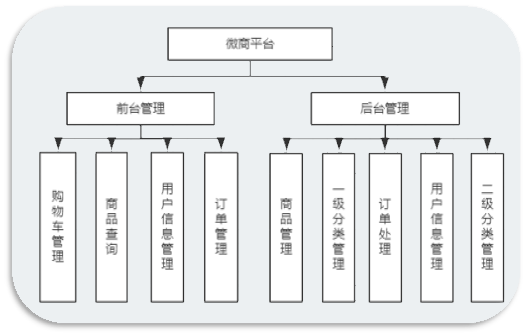 微商平台
前台管理
后台管理
购物车管理
商品查询
用户信息管理
订单管理
商品管理
一级分类管理
订单处理
用户信息管理
二级分类管理